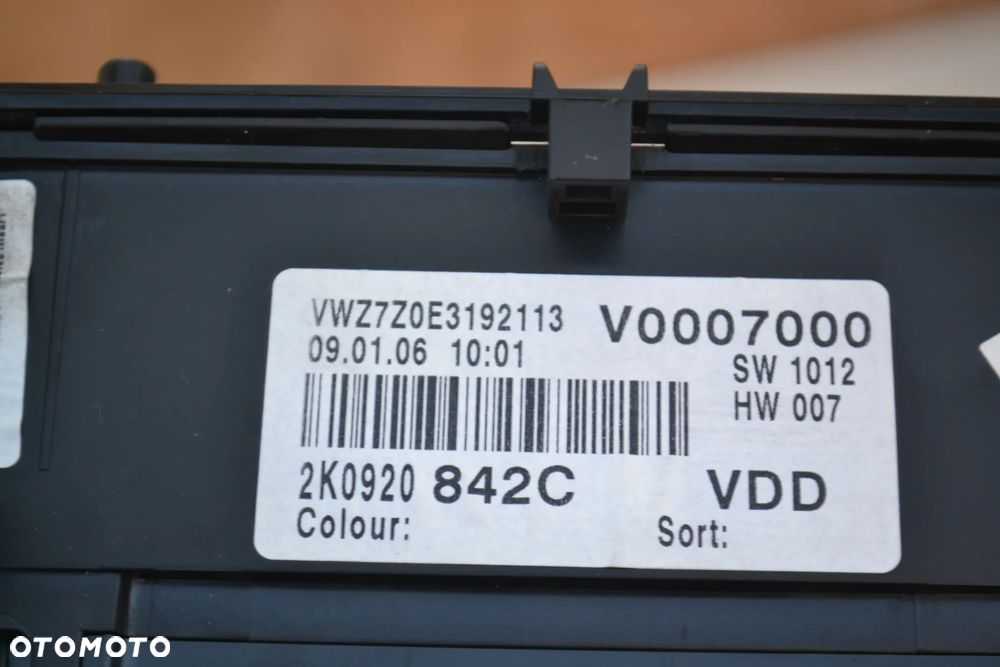 VWZ7Z0E3192113 V0007000
09.01.06 10:01 SW 1012
HW 007
2K0920 842C VDD
Colour: Sort:
OTOMOTO